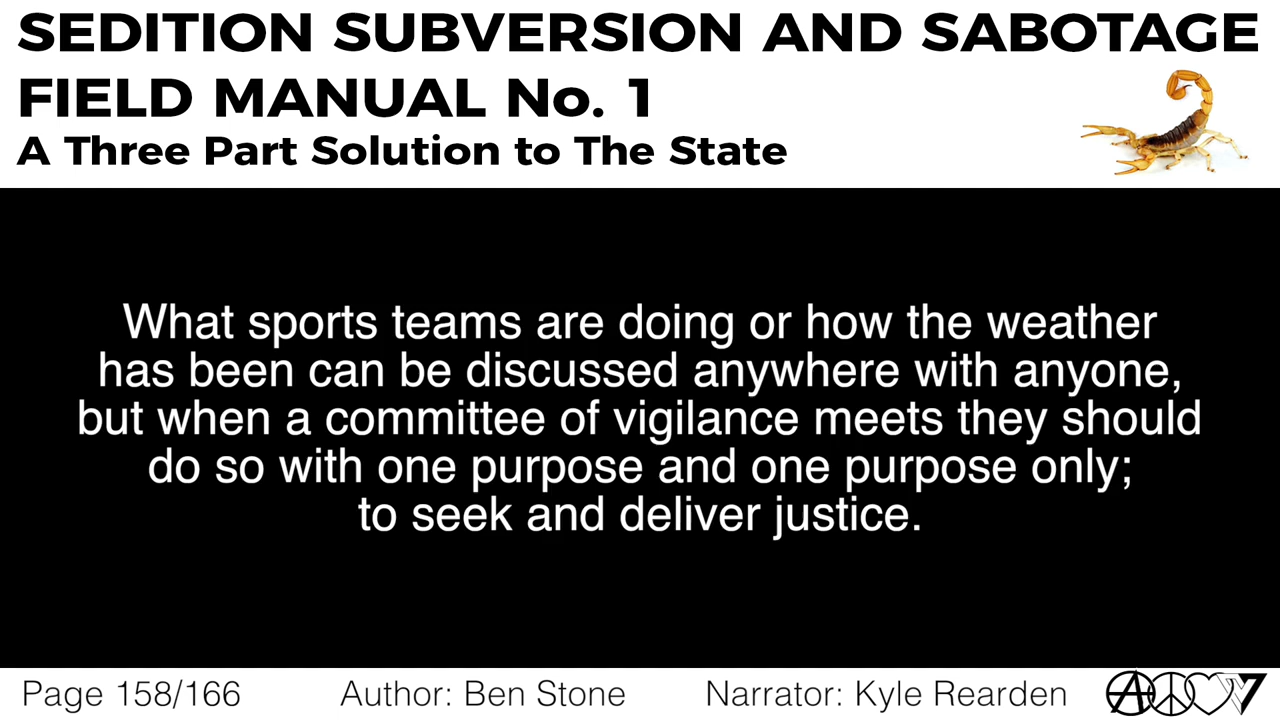 SEDITION SUBVERSION AND SABOTAGE
FIELD MANUAL No. 1
A Three Part Solution to The State
What sports teams are doing or how the weather
has been can be discussed anywhere with anyone,
but when a committee of vigilance meets they should
do so with one purpose and one purpose only;
to seek and deliver justice.
Page 158/166 Author: Ben Stone Narrator: Kyle Rearden